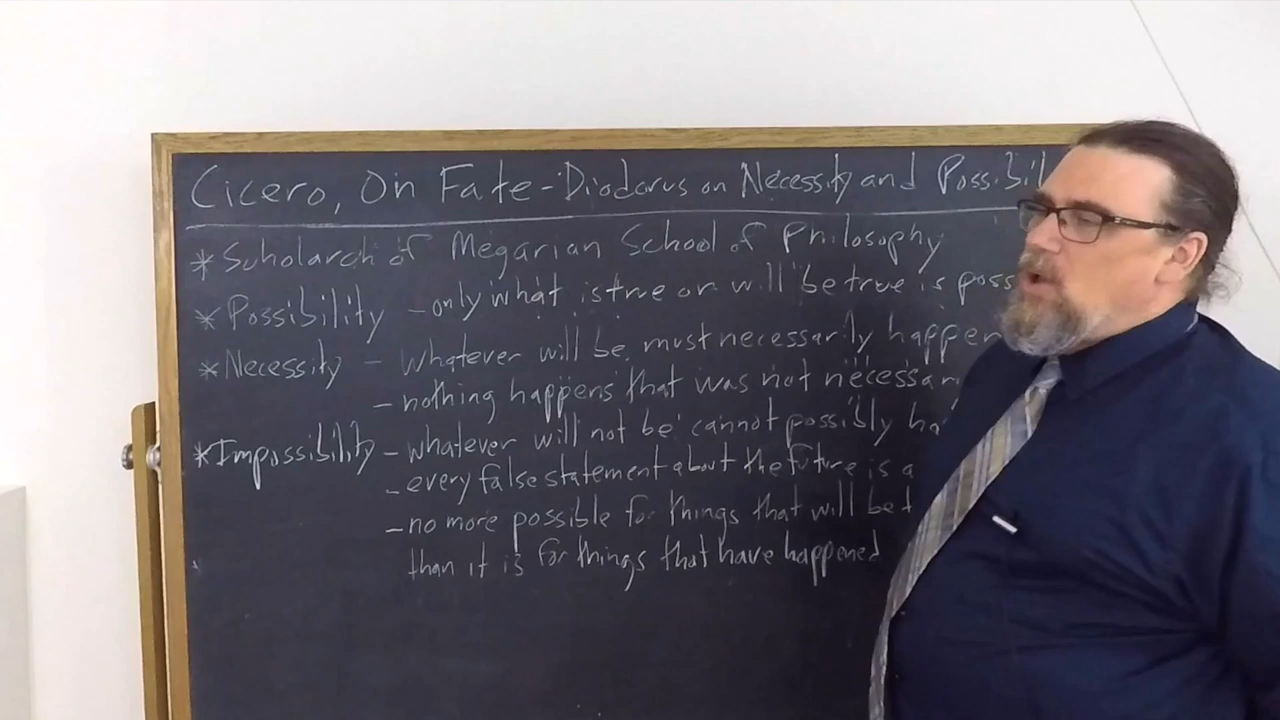 Cicero, On Fate - Diodorus on Necessity and
* Scholarch of Megarian School of Philosophy
* Possibility - only what is true or will be true is
* Necessity - whatever will be, must necessarily happen
- nothing happens that was not
* Impossibility - whatever will not be cannot possibly
- every false statement about the future is a
- no more possible for things that will be
than it is for things that have happened